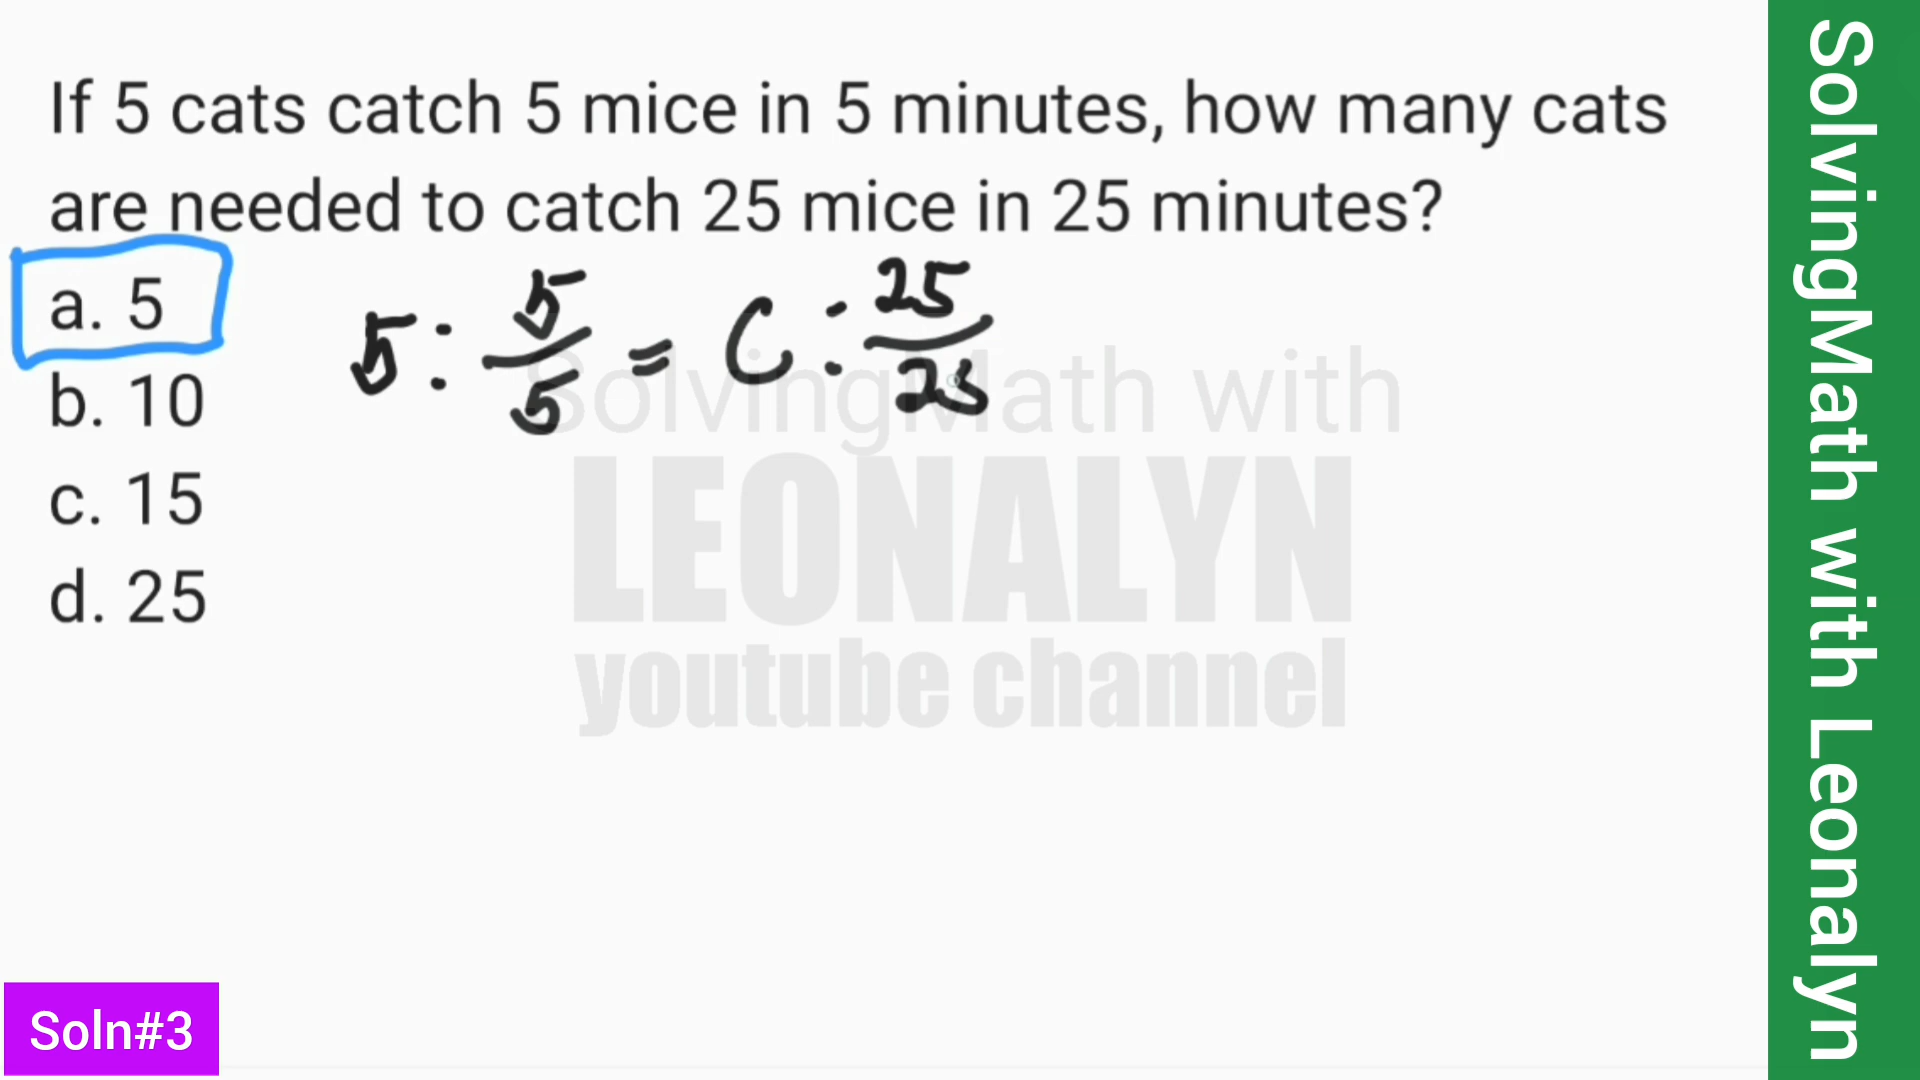 If 5 cats catch 5 mice in 5 minutes, how many cats
are needed to catch 25 mice in 25 minutes?
a. 5
5 : 5/5 = C : 25/25
b. 10
c. 15
d. 25
SolvingMath with
LEONALYN
youtube channel
Soln#3
SolvingMath with Leonalyn